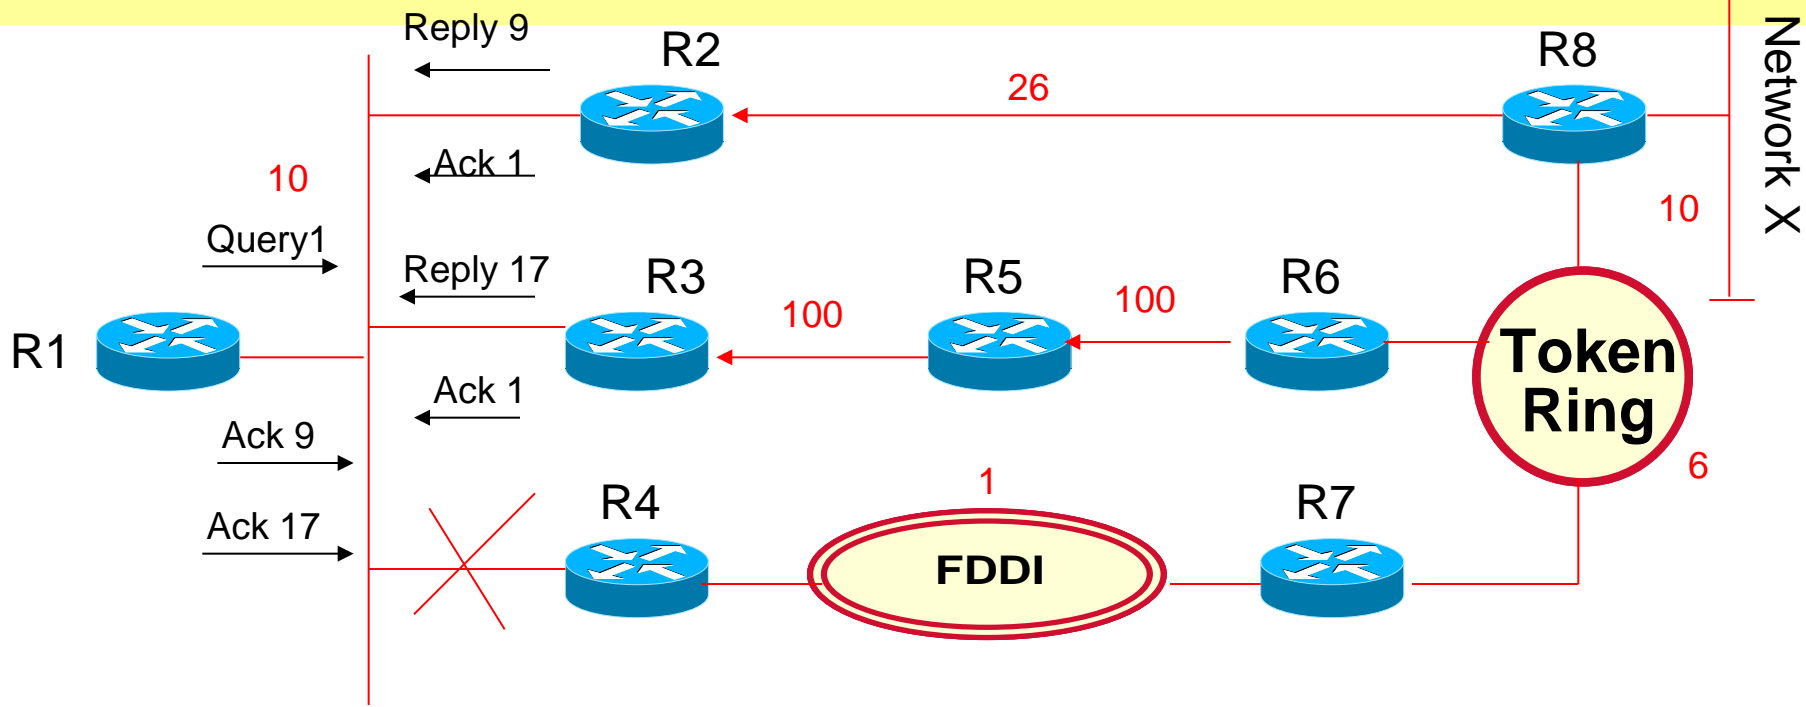 Reply 9
R2
R8
Network X
26
Ack 1
10
10
Query1
Reply 17
R3
R5
R6
100
100
R1
Token
Ring
Ack 1
Ack 9
6
1
R4
R7
Ack 17
FDDI